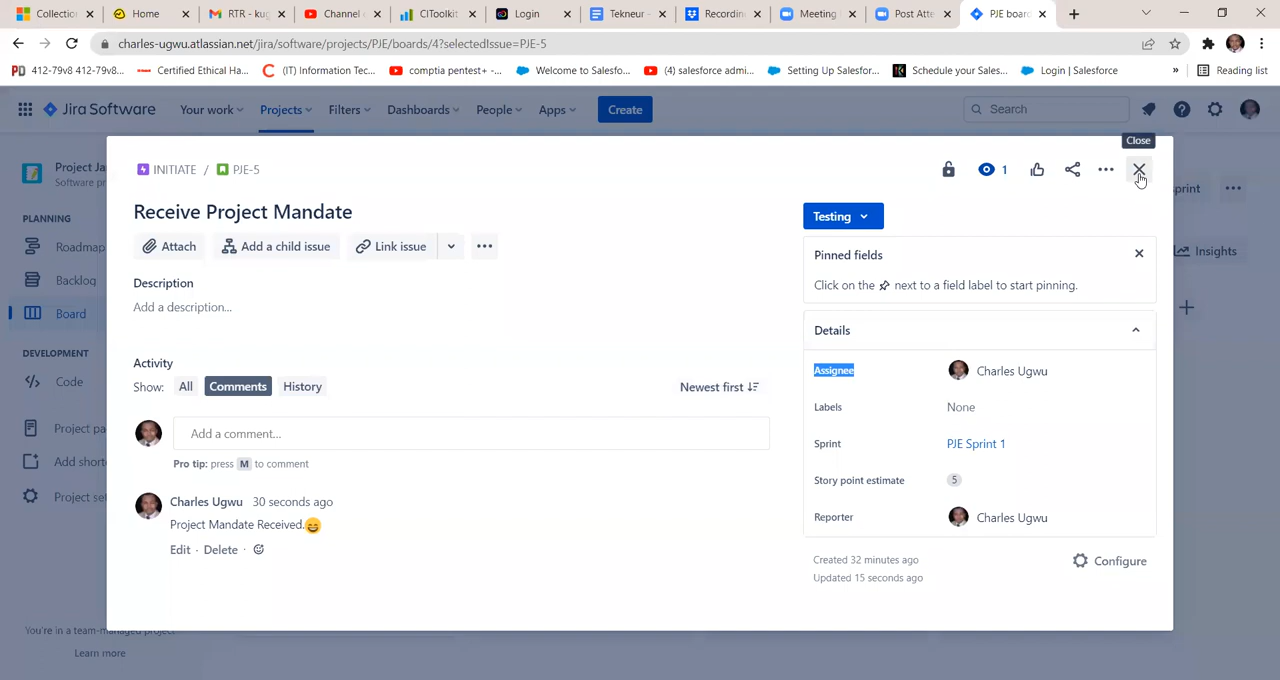 Collection
Home
RTR - kug
Channel
CIToolkit
Login
Tekneur -
Recordin
Meeting
Post Atte
PJE boar
charles-ugwu.atlassian.net/jira/software/projects/PJE/boards/4?selectedIssue=PJE-5
PD 412-79v8 412-79v8...
Certified Ethical Ha...
(IT) Information Tec...
comptia pentest+ -...
Welcome to Salesfo...
(4) salesforce admi...
Setting Up Salesfor...
Schedule your Sales...
Login | Salesforce
»
Reading list
Jira Software
Your work
Projects
Filters
Dashboards
People
Apps
Create
Search
Close
Project Ja
Software pr
PLANNING
Roadmap
Backlog
Board
DEVELOPMENT
Code
Project pa
Add short
Project set
You're in a team-managed project
Learn more
INITIATE / PJE-5
1
Receive Project Mandate
Attach
Add a child issue
Link issue
Description
Add a description...
Activity
Show: All Comments History
Newest first
Add a comment...
Pro tip: press M to comment
Charles Ugwu 30 seconds ago
Project Mandate Received.😄
Edit · Delete ·
Testing
Pinned fields
Click on the next to a field label to start pinning.
Details
Assignee Charles Ugwu
Labels None
Sprint PJE Sprint 1
Story point estimate 5
Reporter Charles Ugwu
Created 32 minutes ago
Updated 15 seconds ago
Configure
print
Insights